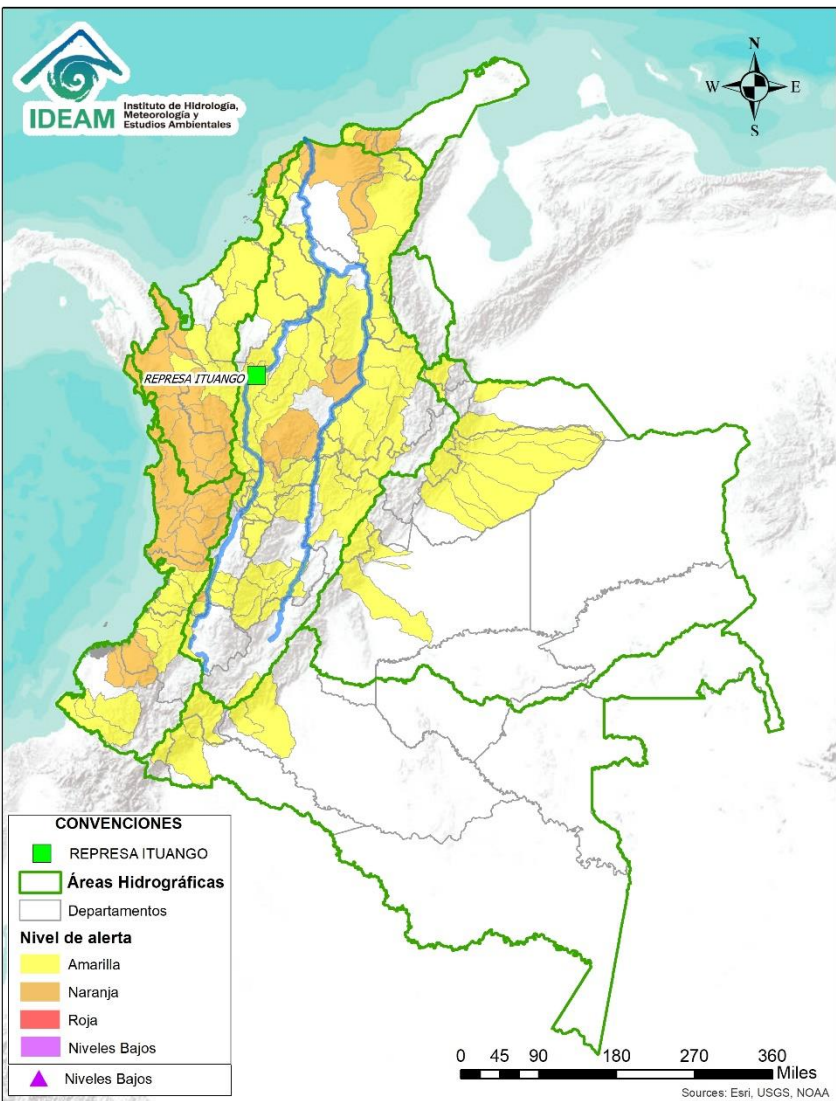 IDEAM
Instituto de Hidrología,
Meteorología y
Estudios Ambientales
N
W
E
S
REPRESA ITUANGO
CONVENCIONES
REPRESA ITUANGO
Áreas Hidrográficas
Departamentos
Nivel de alerta
Amarilla
Naranja
Roja
Niveles Bajos
Niveles Bajos
0 45 90 180 270 360
Miles
Sources: Esri, USGS, NOAA